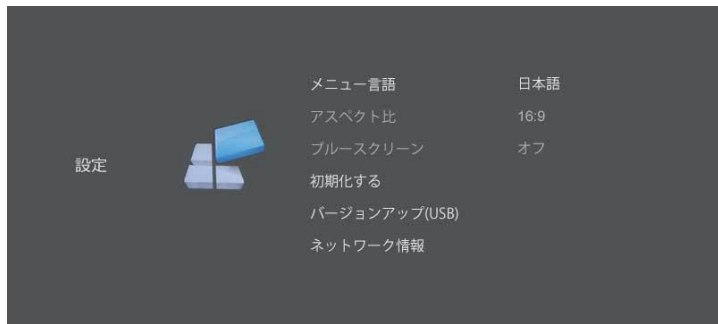 メニュー言語 日本語
アスペクト比 16:9
ブルースクリーン オフ
設定
初期化する
バージョンアップ(USB)
ネットワーク情報